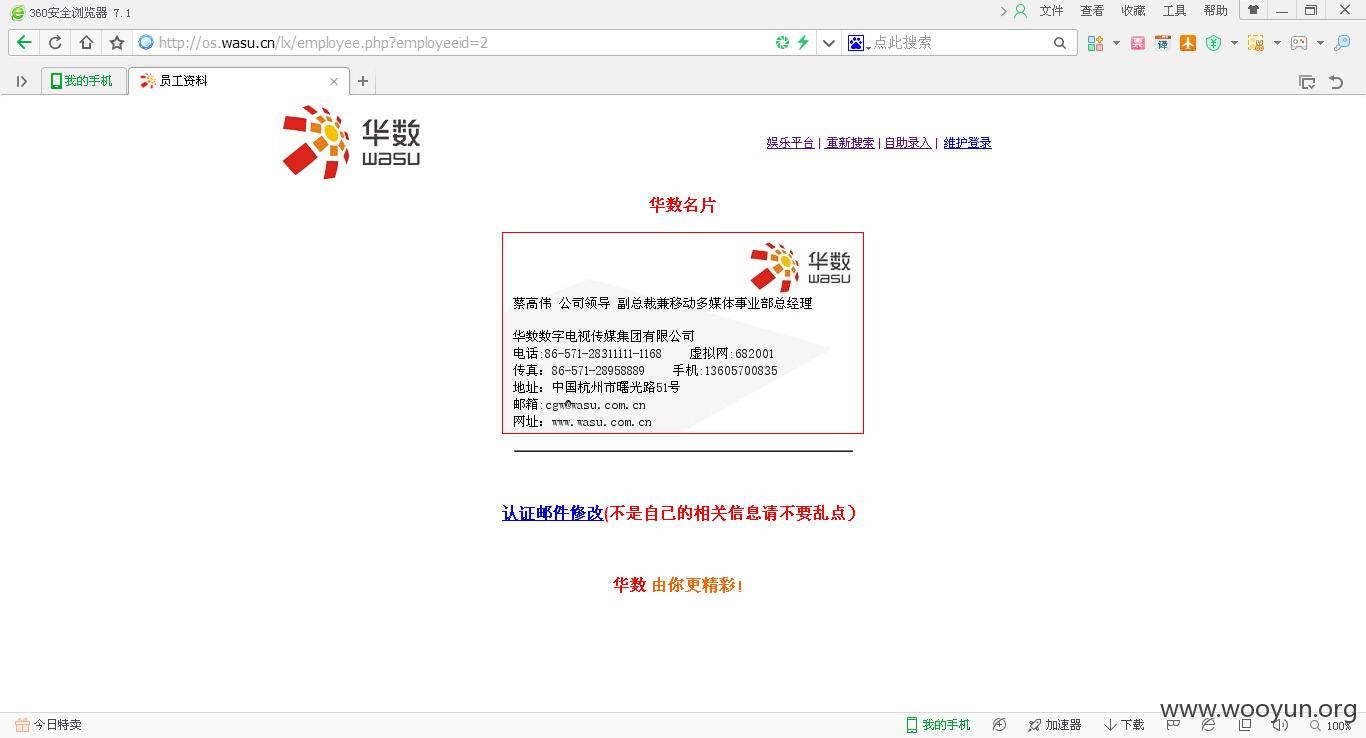 360安全浏览器 7.1
文件 查看 收藏 工具 帮助
http://os.wasu.cn/lx/employee.php?employeeid=2
点此搜索
译
我的手机
员工资料
华数
wasu
娱乐平台 | 重新搜索 | 自助录入 | 维护登录
华数名片
华数
wasu
蔡高伟 公司领导 副总裁兼移动多媒体事业部总经理
华数数字电视传媒集团有限公司
电话:86-571-28311111-1168 虚拟网:682001
传真: 86-571-28958889 手机:13605700835
地址: 中国杭州市曙光路51号
邮箱:cgw@wasu.com.cn
网址: www.wasu.com.cn
认证邮件修改(不是自己的相关信息请不要乱点)
华数 由你更精彩!
www.wooyun.org
今日特卖
我的手机
加速器
下载
100%